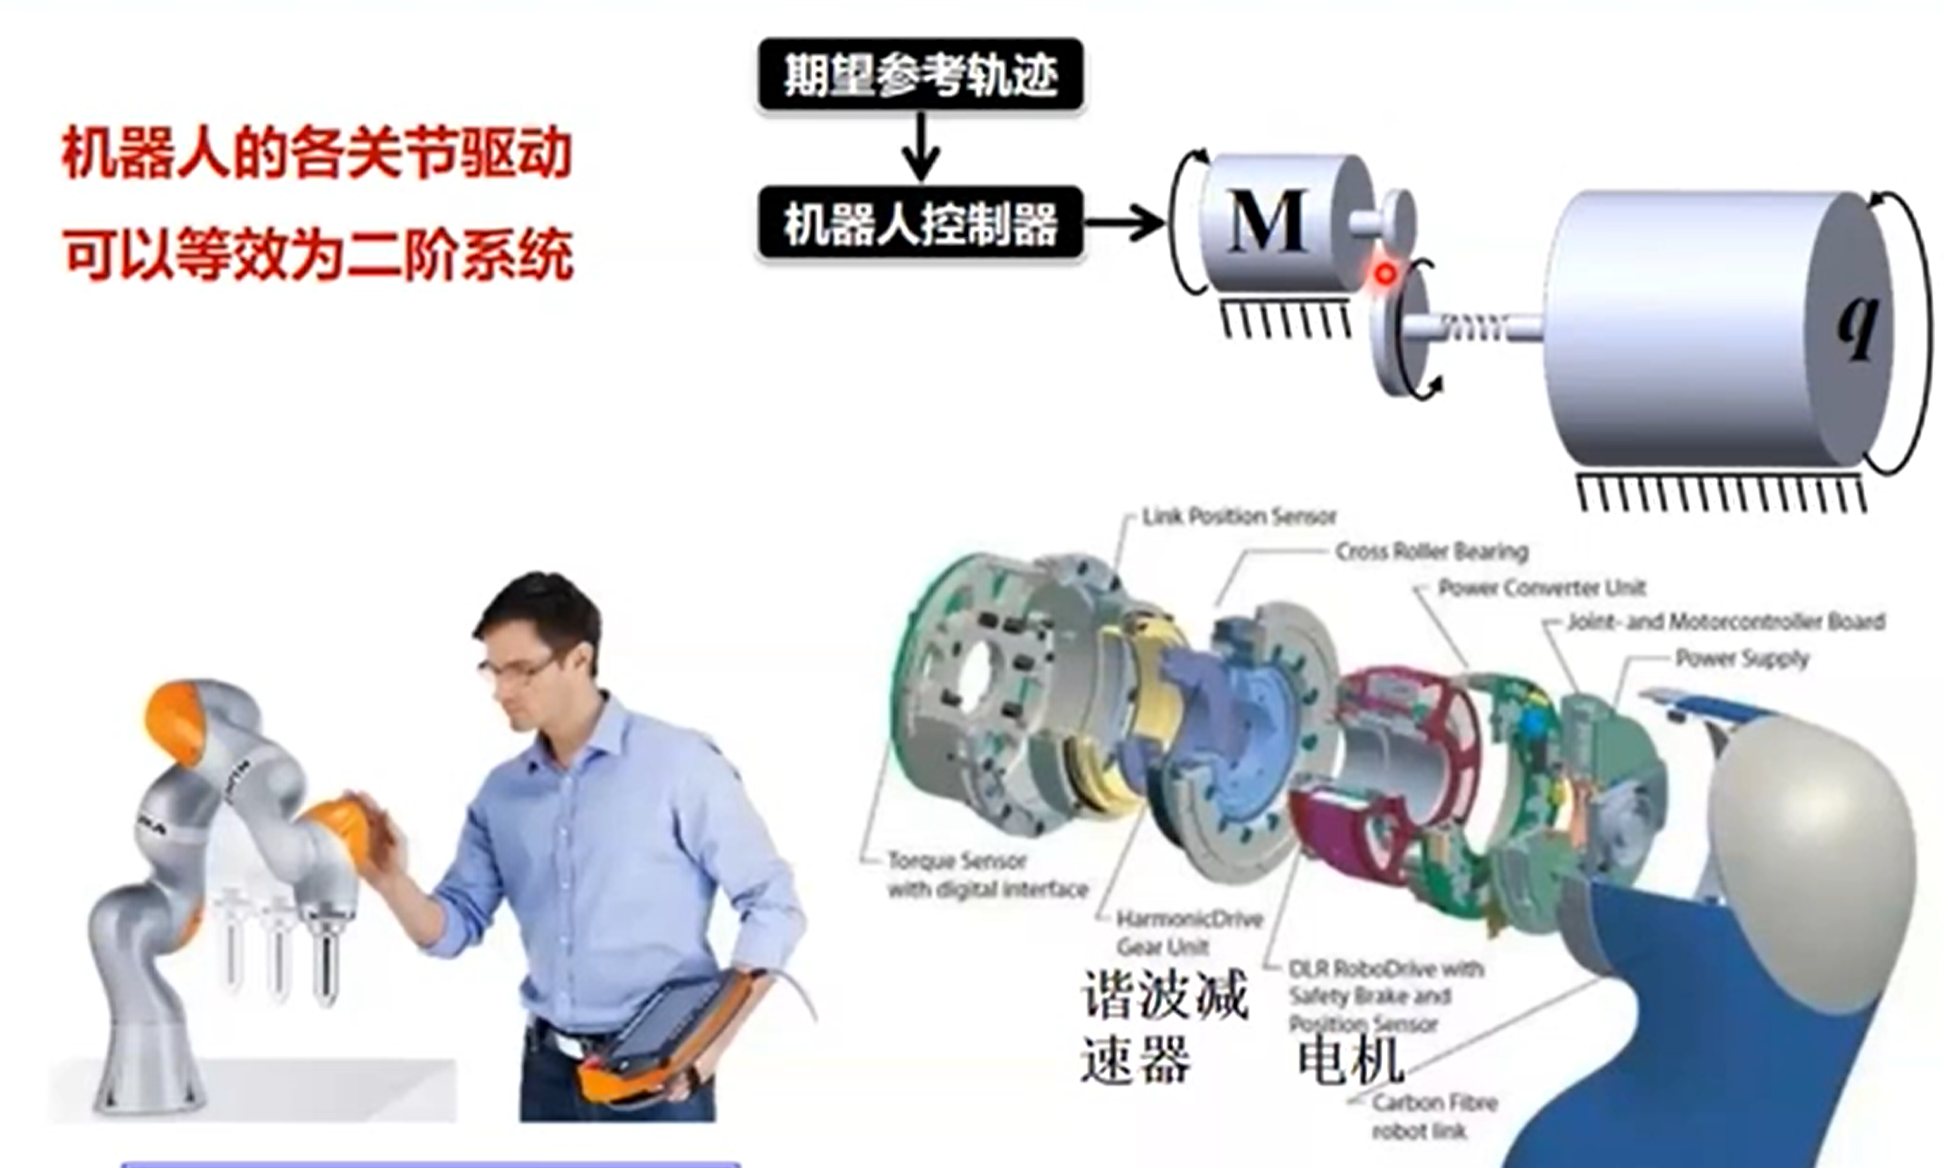 期望参考轨迹
机器人的各关节驱动
可以等效为二阶系统
机器人控制器
M
q
Link Position Sensor
Cross Roller Bearing
Power Converter Unit
Joint- and Motorcontroller Board
Power Supply
Torque Sensor
with digital interface
HarmonicDrive
Gear Unit
谐波减
速器
DLR RoboDrive with
Safety Brake and
Position Sensor
电机
Carbon Fibre
robot link